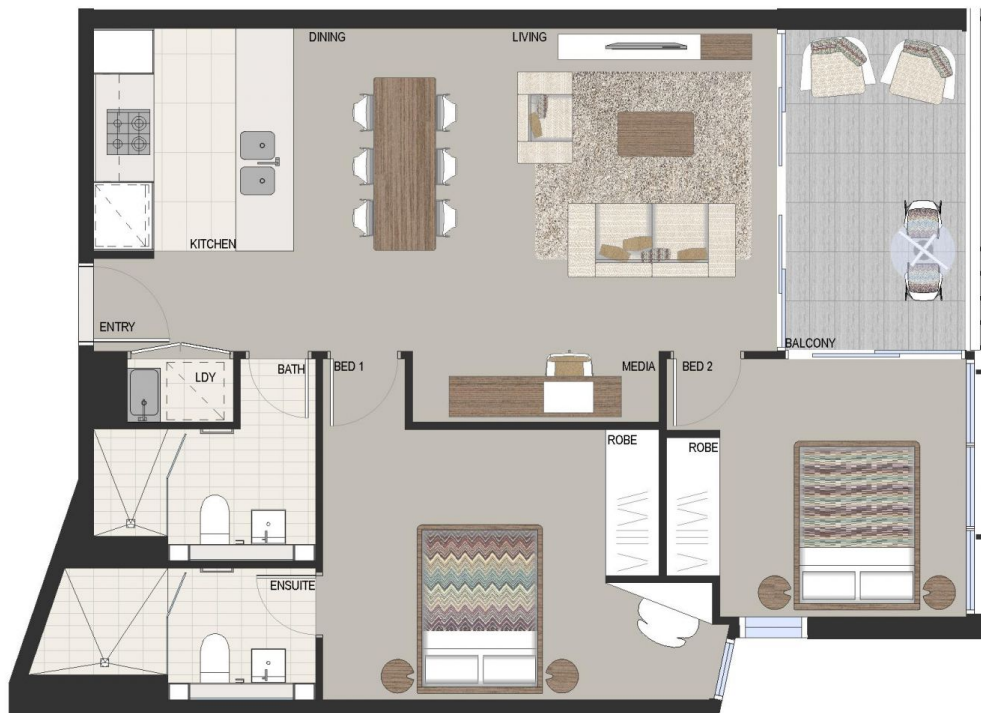 DINING
LIVING
KITCHEN
ENTRY
BALCONY
LDY
BATH
BED 1
MEDIA
BED 2
ROBE
ROBE
ENSUITE